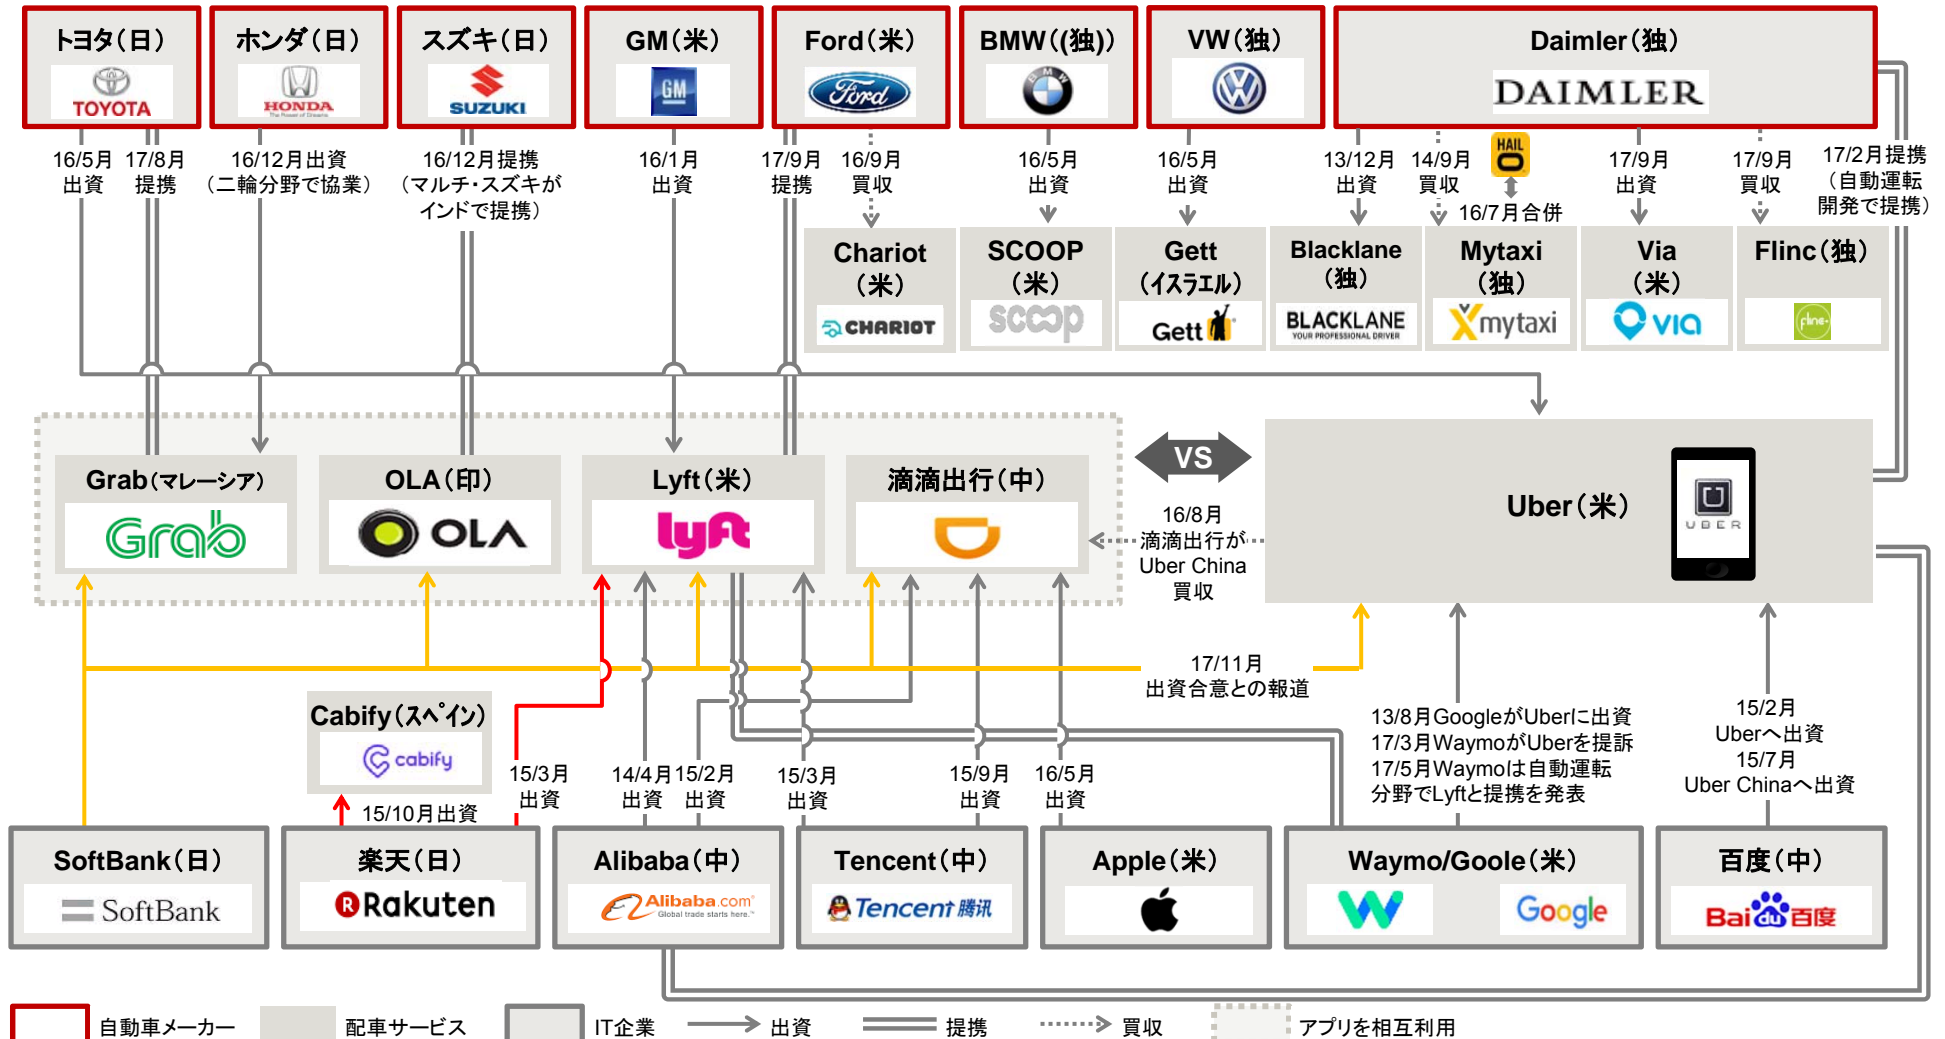 トヨタ（日）
TOYOTA
ホンダ（日）
HONDA
The Power of Dreams
スズキ（日）
SUZUKI
GM（米）
GM
Ford（米）
Ford
BMW（(独)）
BMW
VW（独）
Daimler（独）
DAIMLER
16/5月
出資
17/8月
提携
16/12月出資
（二輪分野で協業）
16/12月提携
（マルチ・スズキが
インドで提携）
16/1月
出資
17/9月
提携
16/9月
買収
16/5月
出資
16/5月
出資
13/12月
出資
14/9月
買収
HAIL
O
16/7月合併
17/9月
出資
17/9月
買収
17/2月提携
（自動運転
開発で提携）
Chariot
（米）
CHARIOT
SCOOP
（米）
scoop
Gett
（イスラエル）
Gett
Blacklane
（独）
BLACKLANE
YOUR PROFESSIONAL DRIVER
Mytaxi
（独）
mytaxi
Via
（米）
via
Flinc（独）
flinc
Grab（マレーシア）
Grab
OLA（印）
OLA
Lyft（米）
lyft
滴滴出行（中）
VS
16/8月
滴滴出行が
Uber China
買収
Uber（米）
UBER
17/11月
出資合意との報道
Cabify（スペイン）
cabify
15/10月出資
15/3月
出資
14/4月
出資
15/2月
出資
15/3月
出資
15/9月
出資
16/5月
出資
13/8月GoogleがUberに出資
17/3月WaymoがUberを提訴
17/5月Waymoは自動運転
分野でLyftと提携を発表
15/2月
Uberへ出資
15/7月
Uber Chinaへ出資
SoftBank（日）
SoftBank
楽天（日）
Rakuten
Alibaba（中）
Alibaba.com
Global trade starts here.™
Tencent（中）
Tencent 腾讯
Apple（米）
Waymo/Goole（米）
Google
百度（中）
Bai du 百度
自動車メーカー
配車サービス
IT企業
出資
提携
買収
アプリを相互利用